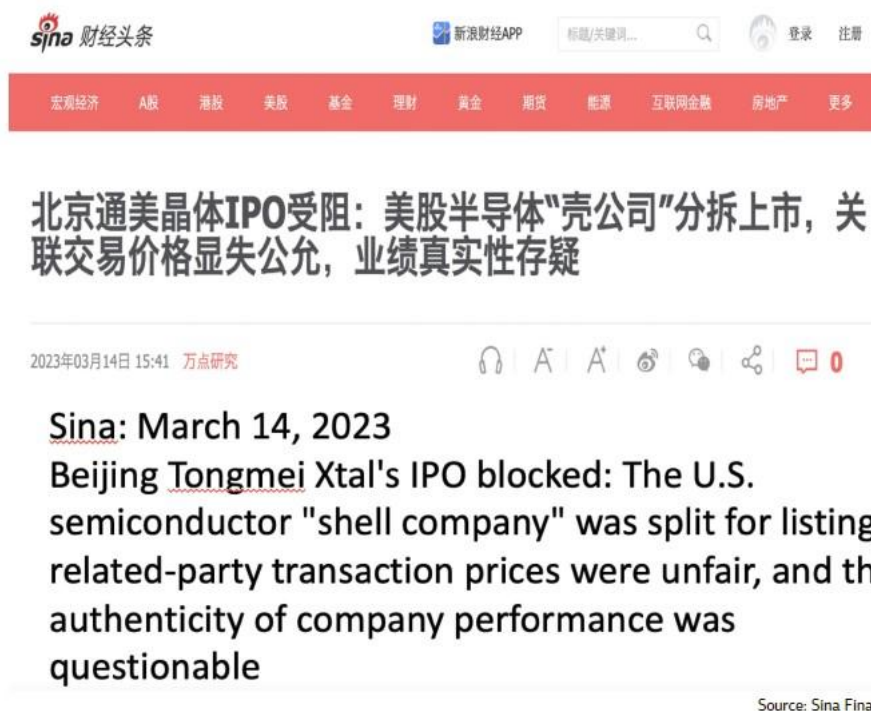 sina 财经头条
新浪财经APP
标题/关键词...
登录
注册
宏观经济 A股 港股 美股 基金 理财 黄金 期货 能源 互联网金融 房地产 更多
北京通美晶体IPO受阻：美股半导体“壳公司”分拆上市，关
联交易价格显失公允，业绩真实性存疑
2023年03月14日 15:41 万点研究
A- A+ 0
Sina: March 14, 2023
Beijing Tongmei Xtal's IPO blocked: The U.S.
semiconductor "shell company" was split for listing
related-party transaction prices were unfair, and th
authenticity of company performance was
questionable
Source: Sina Fina